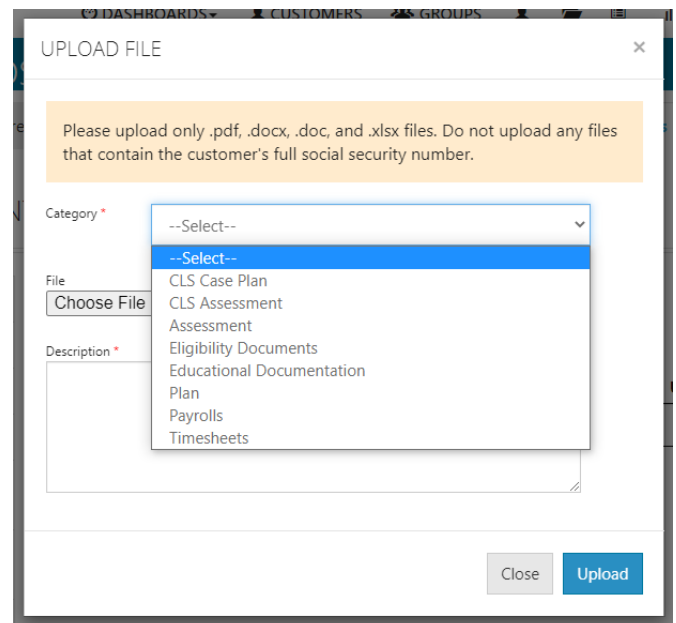 DASHBOARDS CUSTOMERS GROUPS
UPLOAD FILE ×
Please upload only .pdf, .docx, .doc, and .xlsx files. Do not upload any files
that contain the customer's full social security number.
Category *
--Select--
--Select--
CLS Case Plan
File
Choose File
CLS Assessment
Assessment
Eligibility Documents
Description *
Educational Documentation
Plan
Payrolls
Timesheets
Close Upload